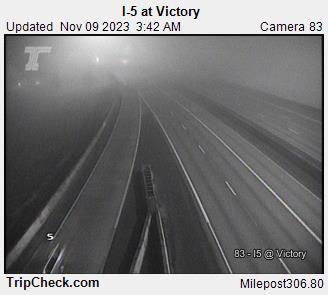 I-5 at Victory
Updated Nov 09 2023 3:42 AM Camera 83
T
S
83 - I5 @ Victory
TripCheck.com Milepost306.80